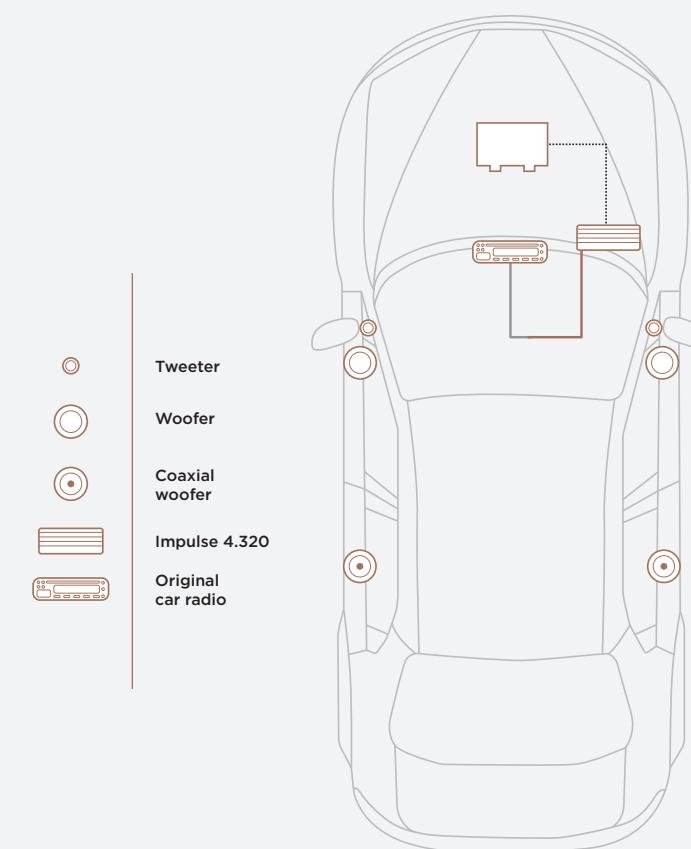 Tweeter
Woofer
Coaxial
woofer
Impulse 4.320
Original
car radio